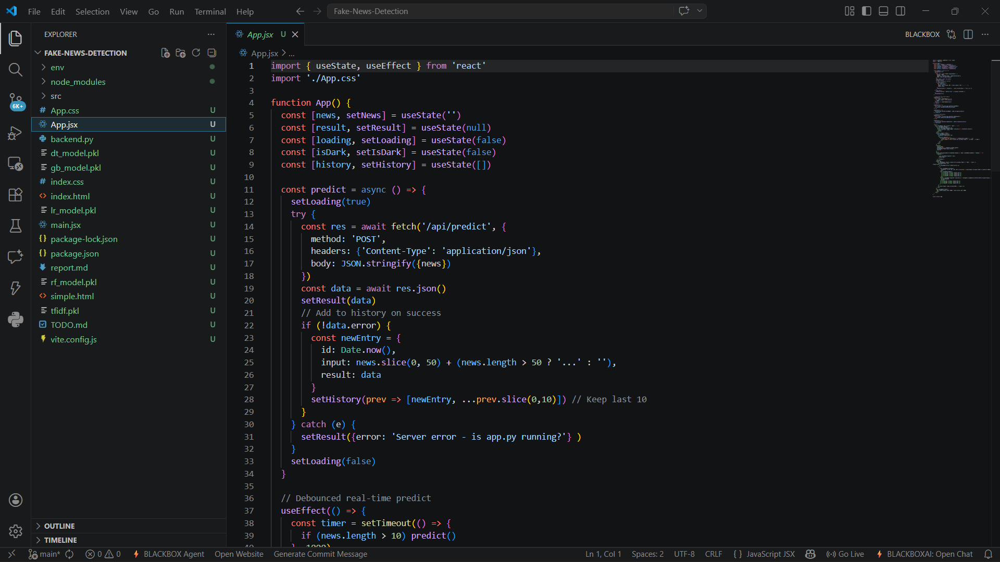 File Edit Selection View Go Run Terminal Help
Fake-News-Detection
EXPLORER
FAKE-NEWS-DETECTION
env
node_modules
src
App.css U
App.jsx U
backend.py U
dt_model.pkl U
gb_model.pkl U
index.css U
index.html U
lr_model.pkl U
main.jsx U
package-lock.json U
package.json U
report.md U
rf_model.pkl U
simple.html U
tfidf.pkl U
TODO.md U
vite.config.js U
6K+
OUTLINE
TIMELINE
App.jsx U
BLACKBOX
App.jsx > ...
1 import { useState, useEffect } from 'react'
2 import './App.css'
3
4 function App() {
5 const [news, setNews] = useState('')
6 const [result, setResult] = useState(null)
7 const [loading, setLoading] = useState(false)
8 const [isDark, setIsDark] = useState(false)
9 const [history, setHistory] = useState([])
10
11 const predict = async () => {
12 setLoading(true)
13 try {
14 const res = await fetch('/api/predict', {
15 method: 'POST',
16 headers: {'Content-Type': 'application/json'},
17 body: JSON.stringify({news})
18 })
19 const data = await res.json()
20 setResult(data)
21 // Add to history on success
22 if (!data.error) {
23 const newEntry = {
24 id: Date.now(),
25 input: news.slice(0, 50) + (news.length > 50 ? '...' : ''),
26 result: data
27 }
28 setHistory(prev => [newEntry, ...prev.slice(0,10)]) // Keep last 10
29 }
30 } catch (e) {
31 setResult({error: 'Server error - is app.py running?'} )
32 }
33 setLoading(false)
34 }
35
36 // Debounced real-time predict
37 useEffect(() => {
38 const timer = setTimeout(() => {
39 if (news.length > 10) predict()
40 }, 1000)
main* 0 0 BLACKBOX Agent Open Website Generate Commit Message
Ln 1, Col 1 Spaces: 2 UTF-8 CRLF { } JavaScript JSX Go Live BLACKBOXAI: Open Chat